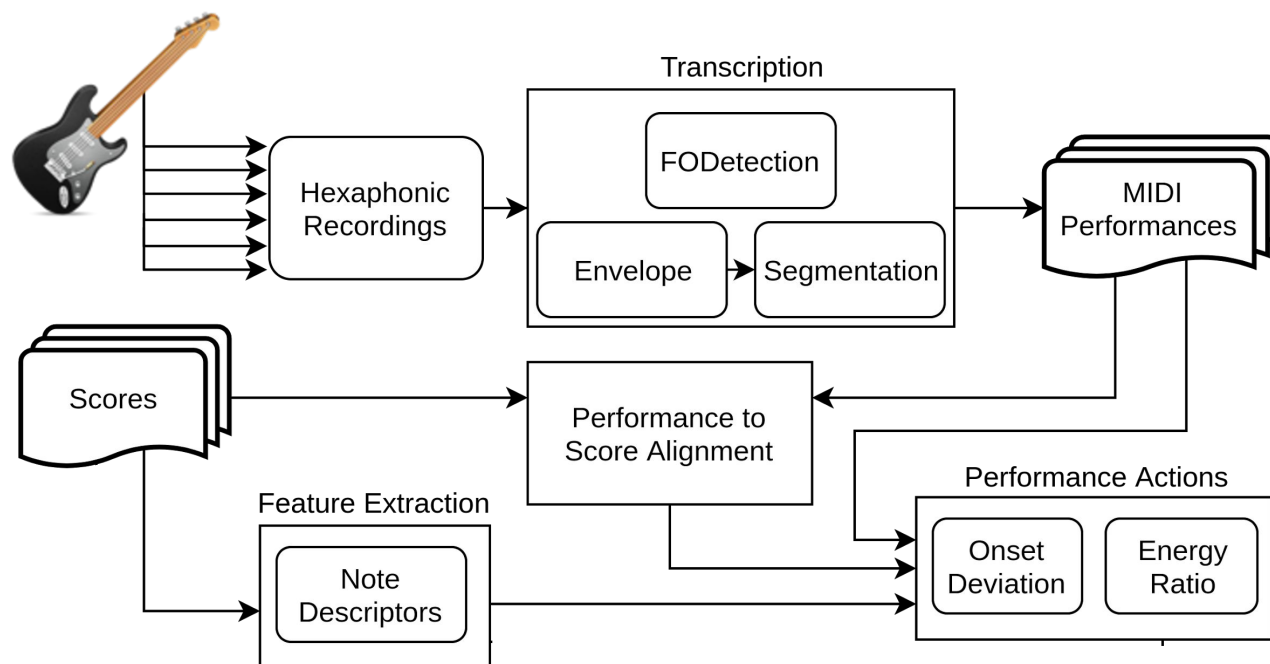 Transcription
FODetection
Hexaphonic
Recordings
Envelope
Segmentation
MIDI
Performances
Scores
Performance to
Score Alignment
Feature Extraction
Note
Descriptors
Performance Actions
Onset
Deviation
Energy
Ratio